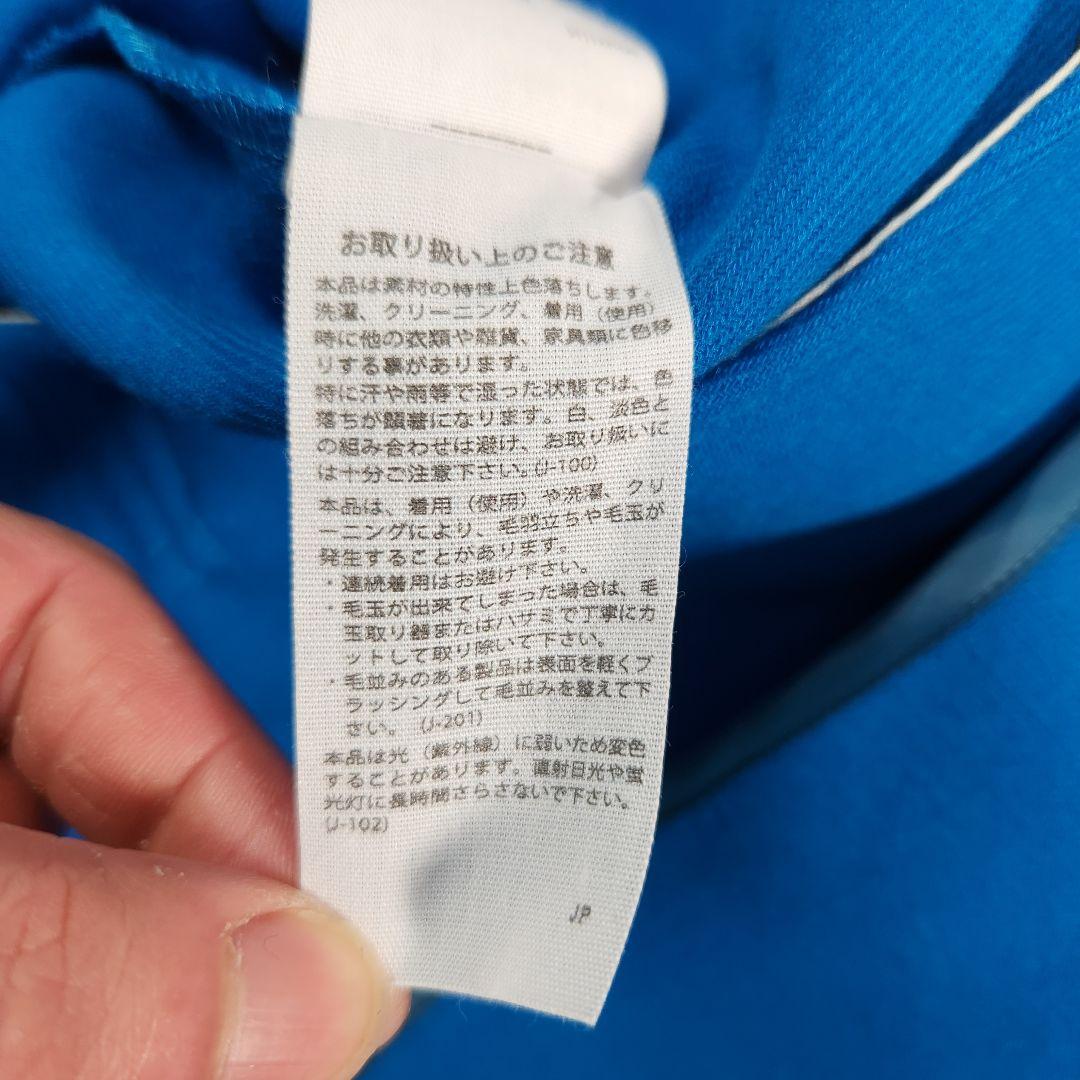 お取り扱い上のご注意
本品は素材の特性上色落ちします。
洗濯、クリーニング、着用（使用）
時に他の衣類や雑貨、家具類に色移
りする事があります。
特に汗や雨等で湿った状態では、色
落ちが顕著になります。白、淡色と
の組み合わせは避け、お取り扱いに
は十分ご注意下さい。(J-100)
本品は、着用（使用）や洗濯、クリ
ーニングにより、毛羽立ちや毛玉が
発生することがあります。
・連続着用はお避け下さい。
・毛玉が出来てしまった場合は、毛
玉取り器またはハサミで丁寧にカ
ットして取り除いて下さい。
・毛並みのある製品は表面を軽くブ
ラッシングして毛並みを整えて下
さい。 (J-201)
本品は光（紫外線）に弱いため変色
することがあります。直射日光や蛍
光灯に長時間さらさないで下さい。
(J-102)
JP